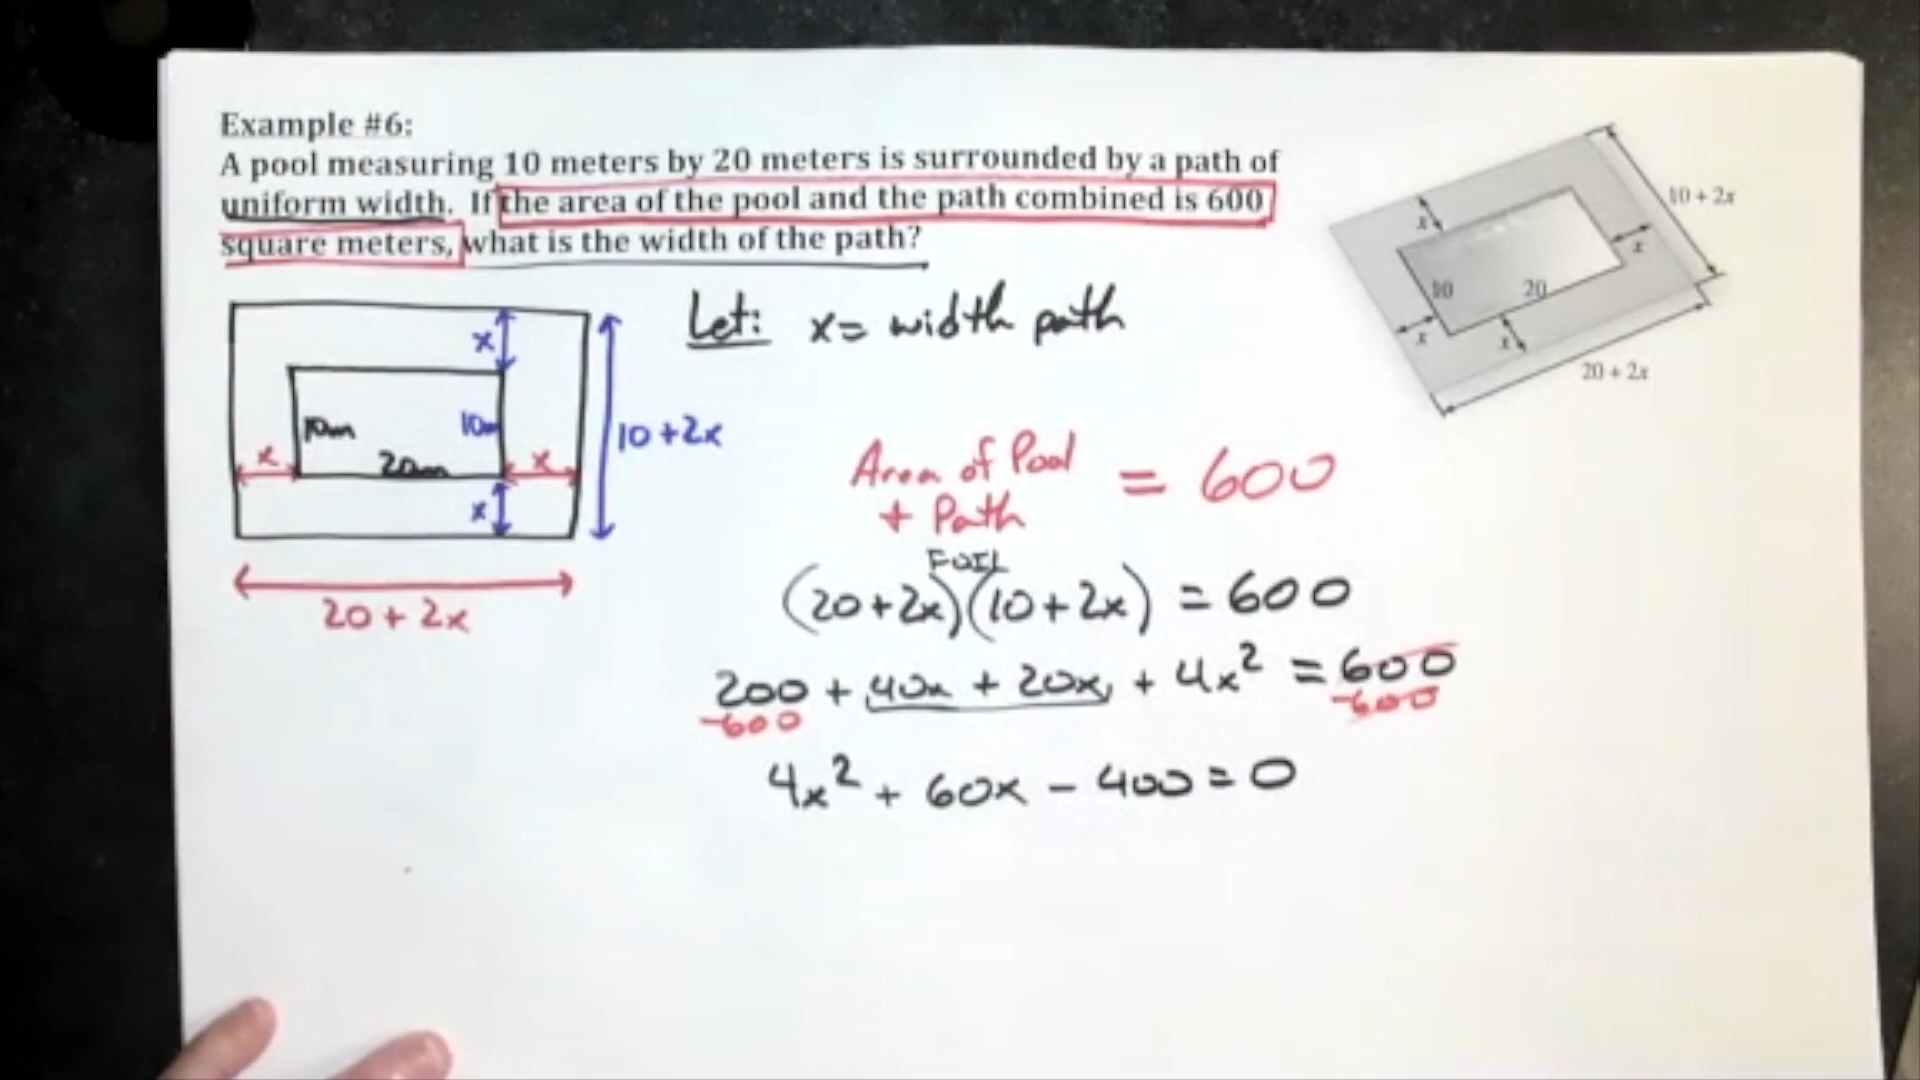 Example #6:
A pool measuring 10 meters by 20 meters is surrounded by a path of
uniform width. If the area of the pool and the path combined is 600
square meters, what is the width of the path?
10 + 2x
x
x
10
20
x
x
20 + 2x
Let: x = width path
x
10m
10m
10+2x
x
20m
x
x
20 + 2x
Area of Pool
+ Path
= 600
FOIL
(20+2x)(10+2x) = 600
200 + 40x + 20x + 4x² = 600
-600 -600
4x² + 60x - 400 = 0